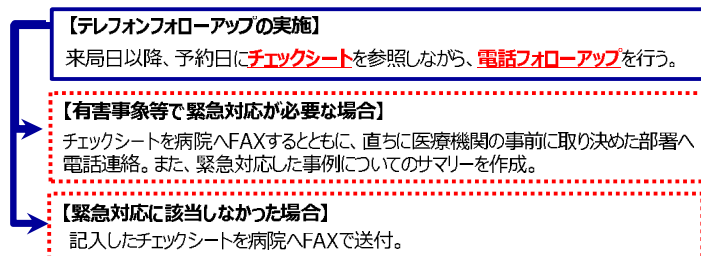 【テレフォンフォローアップの実施】
来局日以降、予約日にチェックシートを参照しながら、電話フォローアップを行う。
【有害事象等で緊急対応が必要な場合】
チェックシートを病院へFAXするとともに、直ちに医療機関の事前に取り決めた部署へ
電話連絡。また、緊急対応した事例についてのサマリーを作成。
【緊急対応に該当しなかった場合】
記入したチェックシートを病院へFAXで送付。